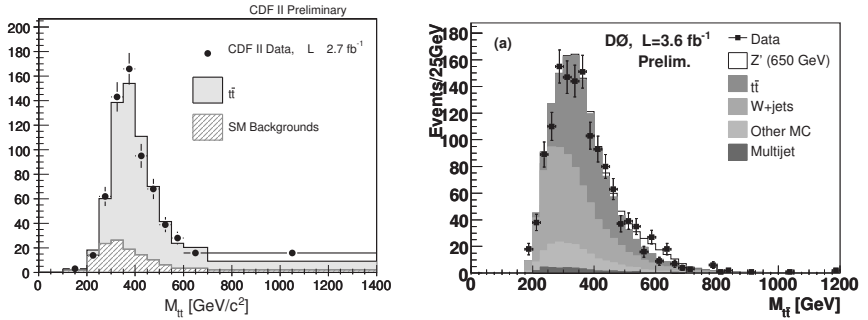 CDF II Preliminary
200
180
160
140
120
100
80
60
40
20
0
CDF II Data, L 2.7 fb⁻¹
tt̄
SM Backgrounds
0 200 400 600 800 1000 1200 1400
M_tt̄ [GeV/c²]
Events/25GeV
180
160
140
120
100
80
60
40
20
0
(a)
DØ, L=3.6 fb⁻¹
Prelim.
Data
Z' (650 GeV)
tt̄
W+jets
Other MC
Multijet
0 200 400 600 800 1000 1200
M_tt̄ [GeV]